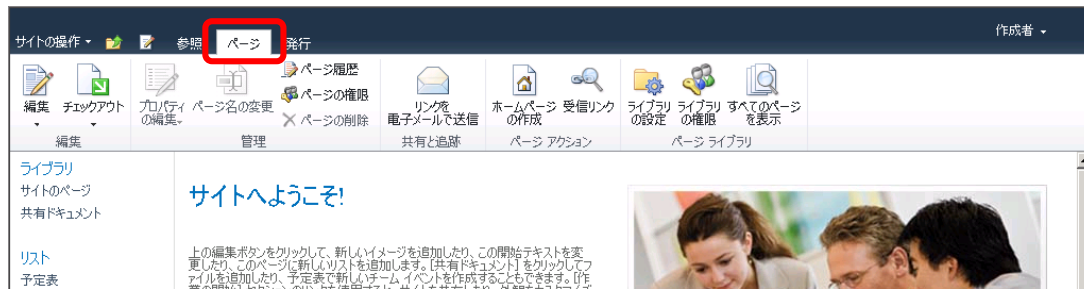 サイトの操作
参照
ページ
発行
作成者
編集
チェックアウト
プロパティ
の編集
ページ名の変更
ページ履歴
ページの権限
ページの削除
リンクを
電子メールで送信
ホームページ
の作成
受信リンク
ライブラリ
の設定
ライブラリ
の権限
すべてのページ
を表示
編集
管理
共有と追跡
ページ アクション
ページ ライブラリ
ライブラリ
サイトのページ
共有ドキュメント
リスト
予定表
サイトへようこそ!
上の編集ボタンをクリックして、新しいイメージを追加したり、この開始テキストを変
更したり、このページに新しいリストを追加します。[共有ドキュメント] をクリックしてフ
ァイルを追加したり、予定表で新しいチーム イベントを作成することもできます。[作